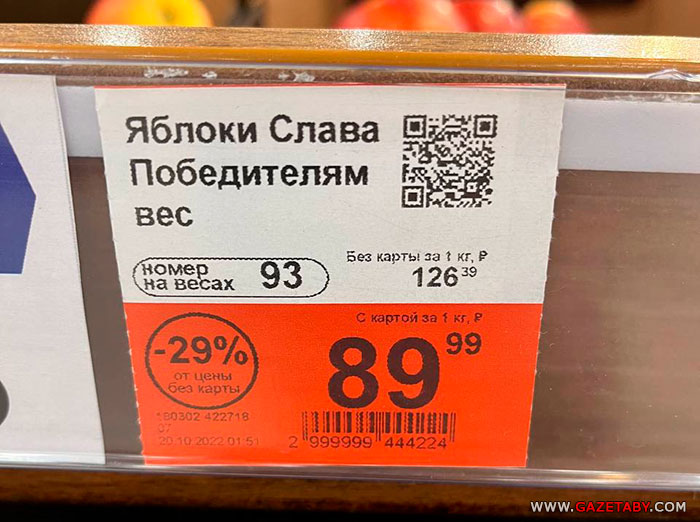 Яблоки Слава
Победителям
вес
номер
на весах 93
Без карты за 1 кг, ₽
126 39
С картой за 1 кг, ₽
89 99
-29%
от цены
без карты
180302 422718
07
20.10.2022 01:51
2 999999 444224
WWW.GAZETABY.COM